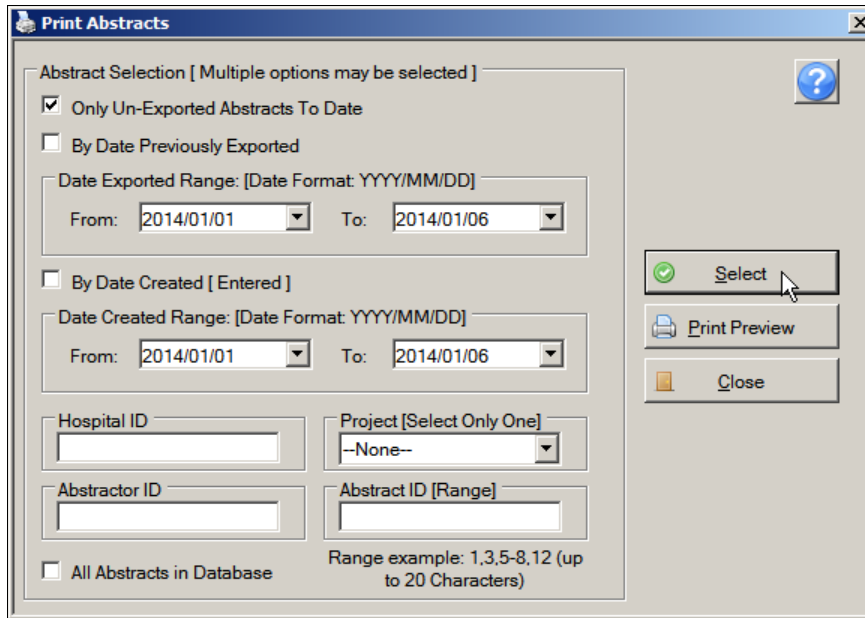 Print Abstracts
Abstract Selection [ Multiple options may be selected ]
Only Un-Exported Abstracts To Date
By Date Previously Exported
Date Exported Range: [Date Format: YYYY/MM/DD]
From: 2014/01/01 To: 2014/01/06
By Date Created [ Entered ]
Select
Date Created Range: [Date Format: YYYY/MM/DD]
Print Preview
From: 2014/01/01 To: 2014/01/06
Close
Hospital ID Project [Select Only One]
--None--
Abstractor ID Abstract ID [Range]
All Abstracts in Database
Range example: 1,3,5-8,12 (up
to 20 Characters)